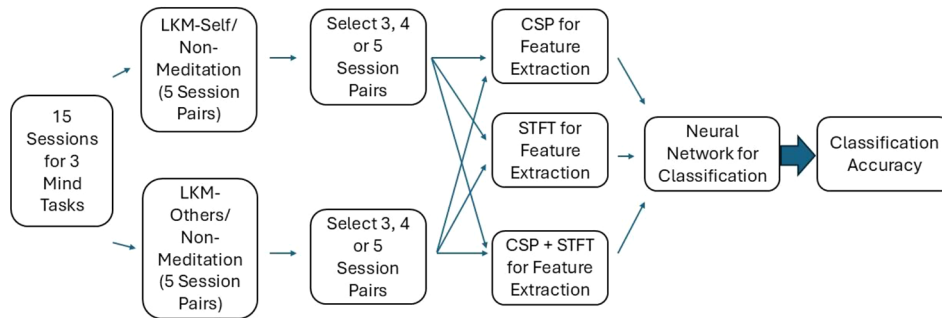 15
Sessions
for 3
Mind
Tasks
LKM-Self/
Non-
Meditation
(5 Session
Pairs)
Select 3, 4
or 5
Session
Pairs
LKM-
Others/
Non-
Meditation
(5 Session
Pairs)
Select 3, 4
or 5
Session
Pairs
CSP for
Feature
Extraction
STFT for
Feature
Extraction
CSP + STFT
for Feature
Extraction
Neural
Network for
Classification
Classification
Accuracy